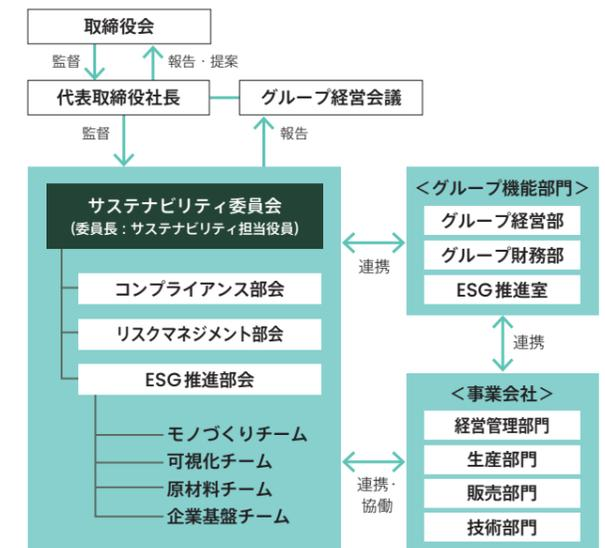 取締役会
監督
報告・提案
代表取締役社長
グループ経営会議
監督
報告
サステナビリティ委員会
(委員長：サステナビリティ担当役員)
コンプライアンス部会
リスクマネジメント部会
ESG推進部会
モノづくりチーム
可視化チーム
原材料チーム
企業基盤チーム
連携
連携・
協働
＜グループ機能部門＞
グループ経営部
グループ財務部
ESG推進室
連携
＜事業会社＞
経営管理部門
生産部門
販売部門
技術部門